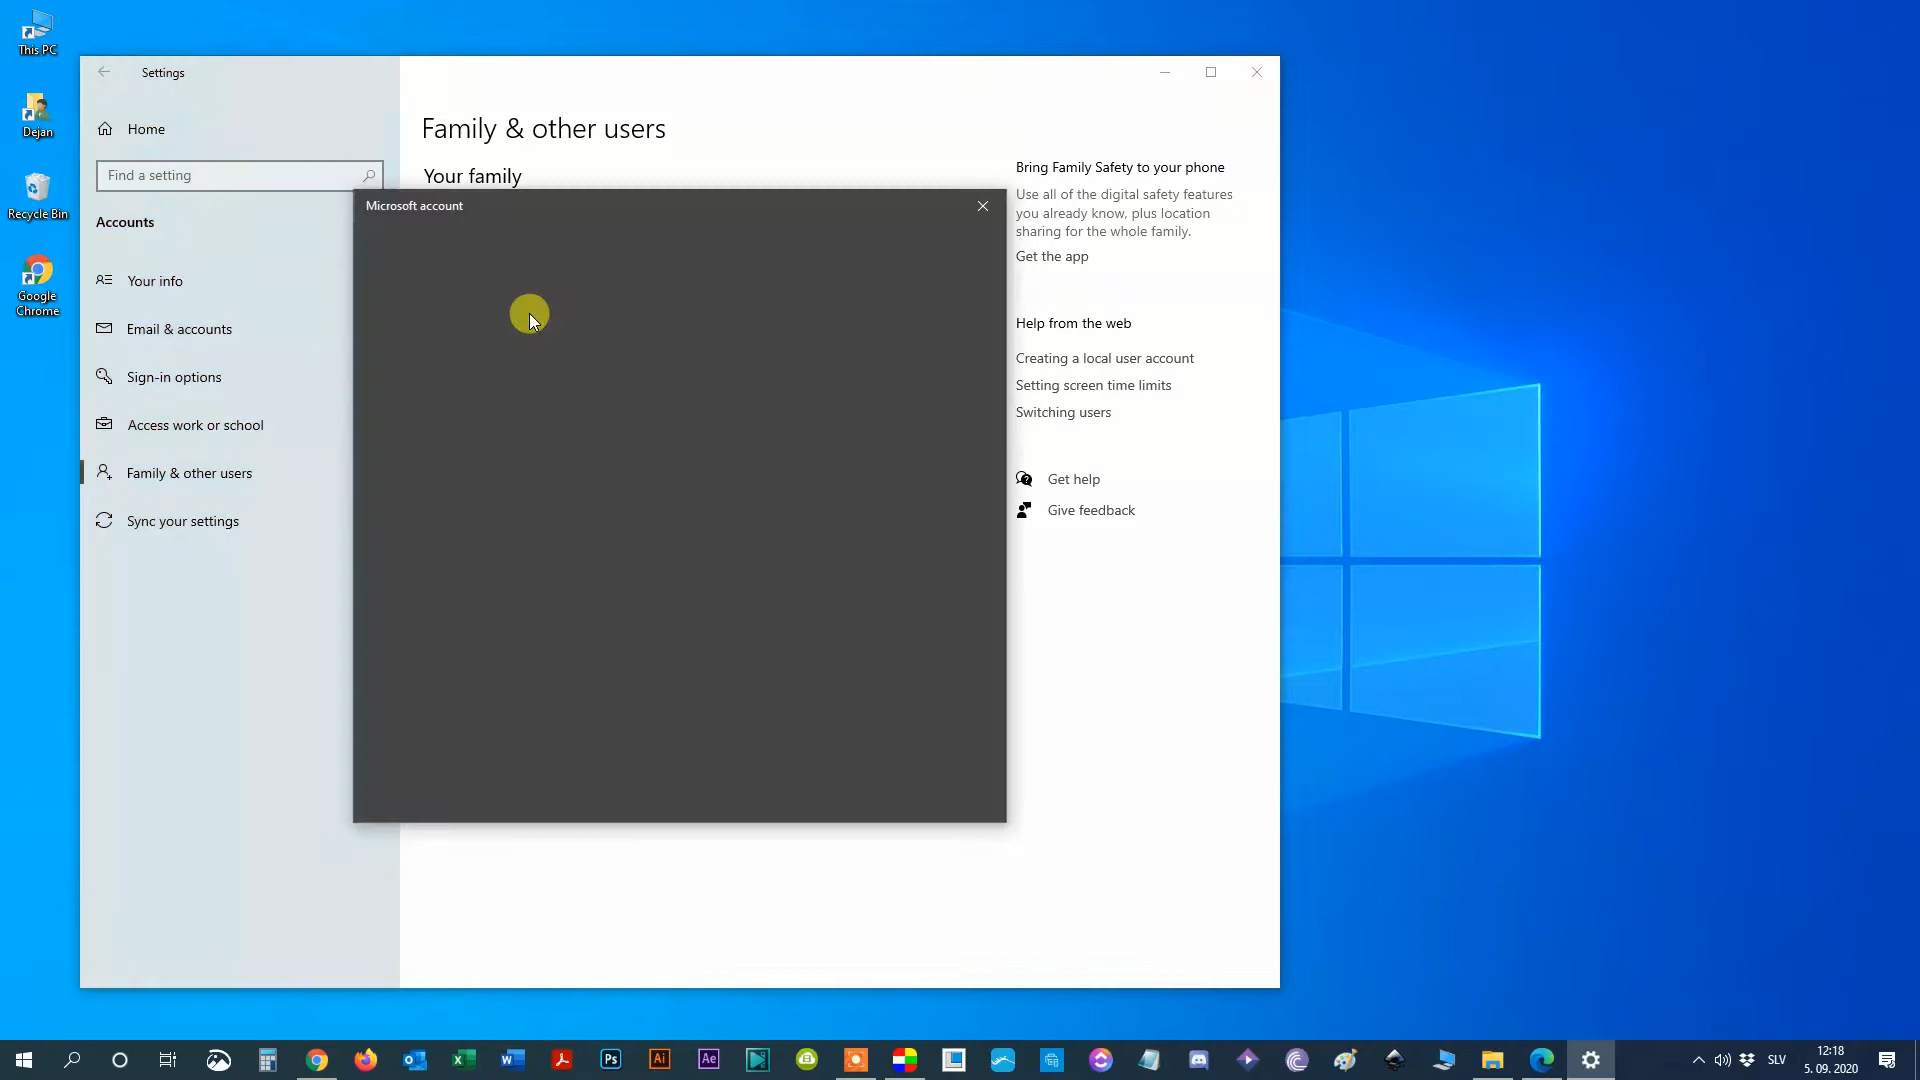 This PC
Dejan
Recycle Bin
Google
Chrome
Settings
Home
Find a setting
Accounts
Your info
Email & accounts
Sign-in options
Access work or school
Family & other users
Sync your settings
Family & other users
Your family
Microsoft account
Bring Family Safety to your phone
Use all of the digital safety features
you already know, plus location
sharing for the whole family.
Get the app
Help from the web
Creating a local user account
Setting screen time limits
Switching users
Get help
Give feedback
Ps
Ai
Ae
SLV
12:18
5. 09. 2020